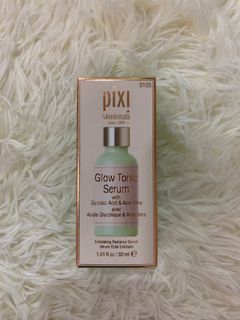 pixi
skintreats
0105
Glow Tonic
Serum
with
Glycolic Acid & Aloe Vera
avec
Acide Glycolique & Aloe Vera
Exfoliating Radiance Serum
Sérum Éclat Exfoliant
1.01 fl oz / 30 ml e